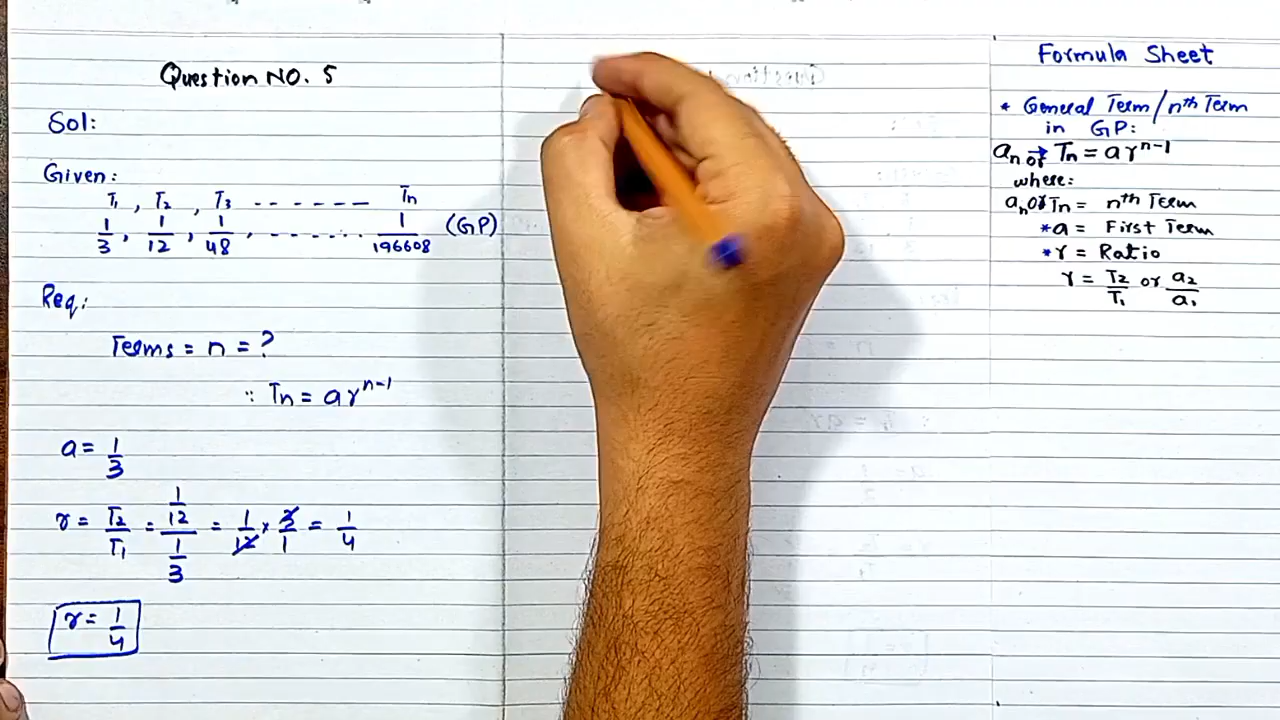 Question NO. 5
Sol:
Given:
T₁, T₂, T₃ ------ Tₙ
1/3, 1/12, 1/48, ........ 1/196608 (GP)
Req:
Terms = n = ?
∵ Tn = arⁿ⁻¹
a = 1/3
r = T₂/T₁ = (1/12)/(1/3) = 1/12 × 3/1 = 1/4
r = 1/4
Formula Sheet
* General Term/nth Term
in GP:
an or → Tn = arⁿ⁻¹
where:
an or Tn = nth Term
*a = First Term
*r = Ratio
r = T₂/T₁ or a₂/a₁